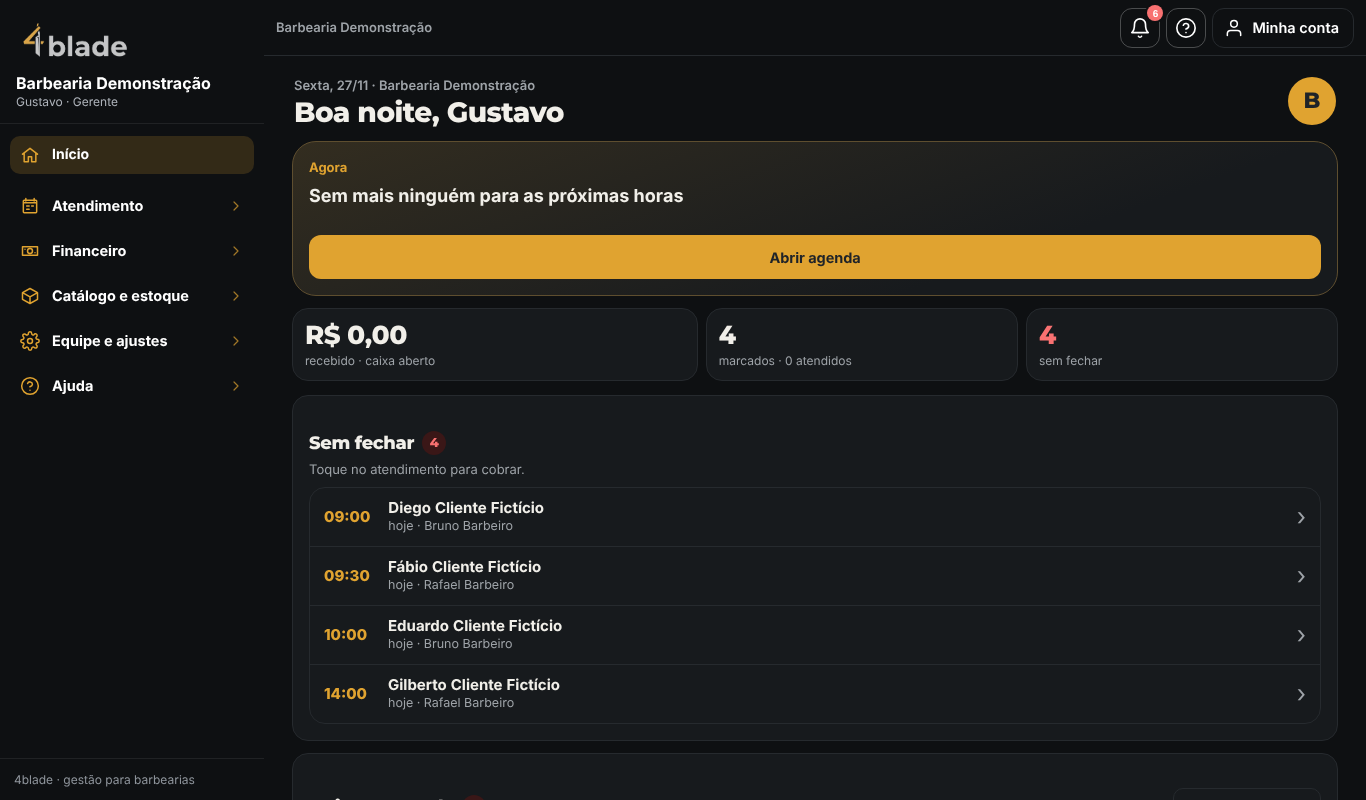 4blade
Barbearia Demonstração
Gustavo · Gerente
Início
Atendimento
Financeiro
Catálogo e estoque
Equipe e ajustes
Ajuda
4blade · gestão para barbearias
Barbearia Demonstração
6
Minha conta
Sexta, 27/11 · Barbearia Demonstração
Boa noite, Gustavo
B
Agora
Sem mais ninguém para as próximas horas
Abrir agenda
R$ 0,00
recebido · caixa aberto
4
marcados · 0 atendidos
4
sem fechar
Sem fechar 4
Toque no atendimento para cobrar.
09:00
Diego Cliente Fictício
hoje · Bruno Barbeiro
09:30
Fábio Cliente Fictício
hoje · Rafael Barbeiro
10:00
Eduardo Cliente Fictício
hoje · Bruno Barbeiro
14:00
Gilberto Cliente Fictício
hoje · Rafael Barbeiro